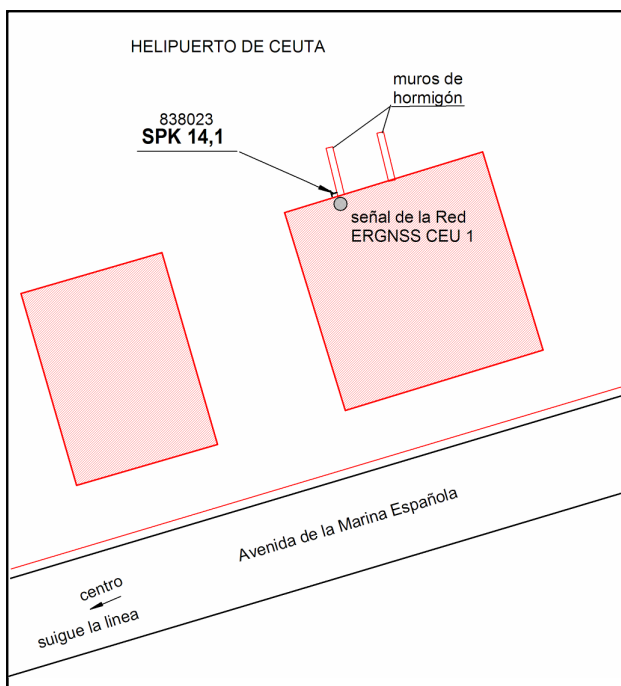 HELIPUERTO DE CEUTA
muros de
hormigón
838023
SPK 14,1
señal de la Red
ERGNSS CEU 1
Avenida de la Marina Española
centro
suigue la linea